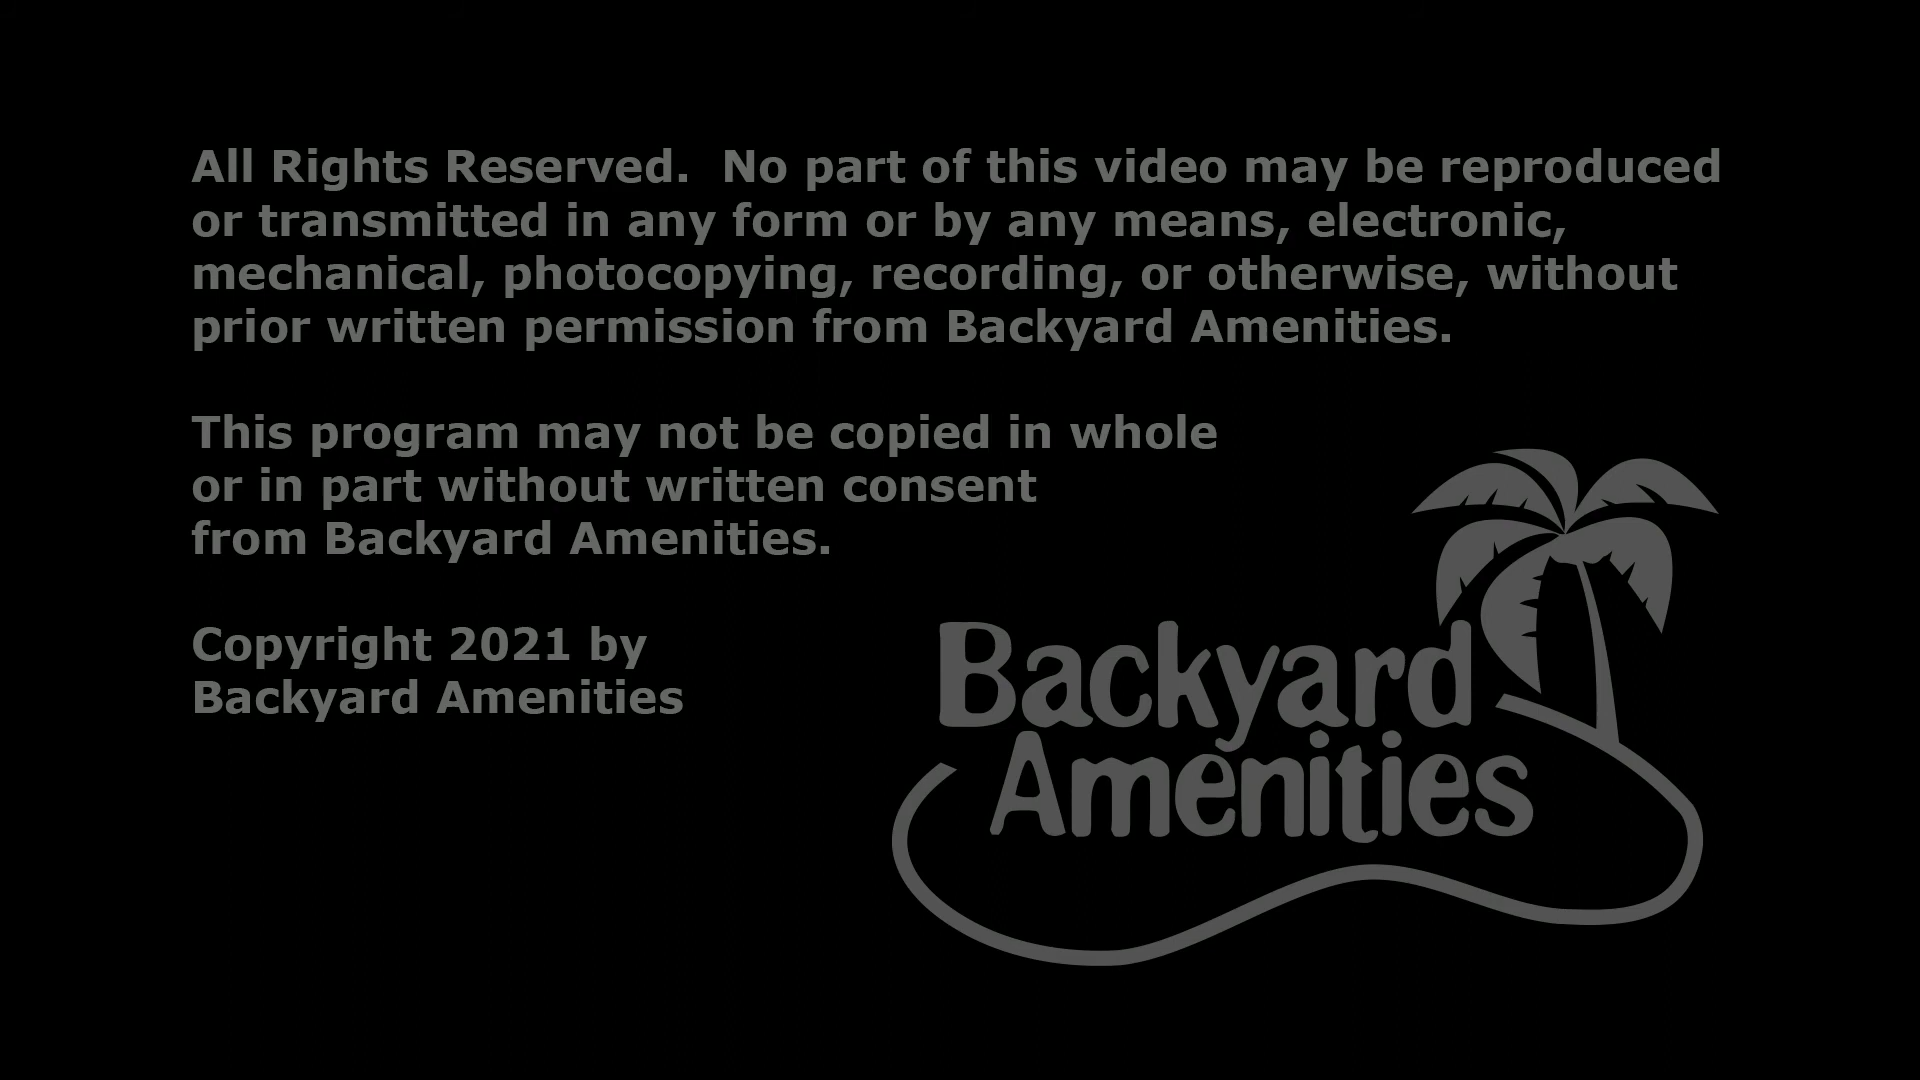 All Rights Reserved.  No part of this video may be reproduced
or transmitted in any form or by any means, electronic,
mechanical, photocopying, recording, or otherwise, without
prior written permission from Backyard Amenities.
This program may not be copied in whole
or in part without written consent
from Backyard Amenities.
Copyright 2021 by
Backyard Amenities
Backyard
Amenities